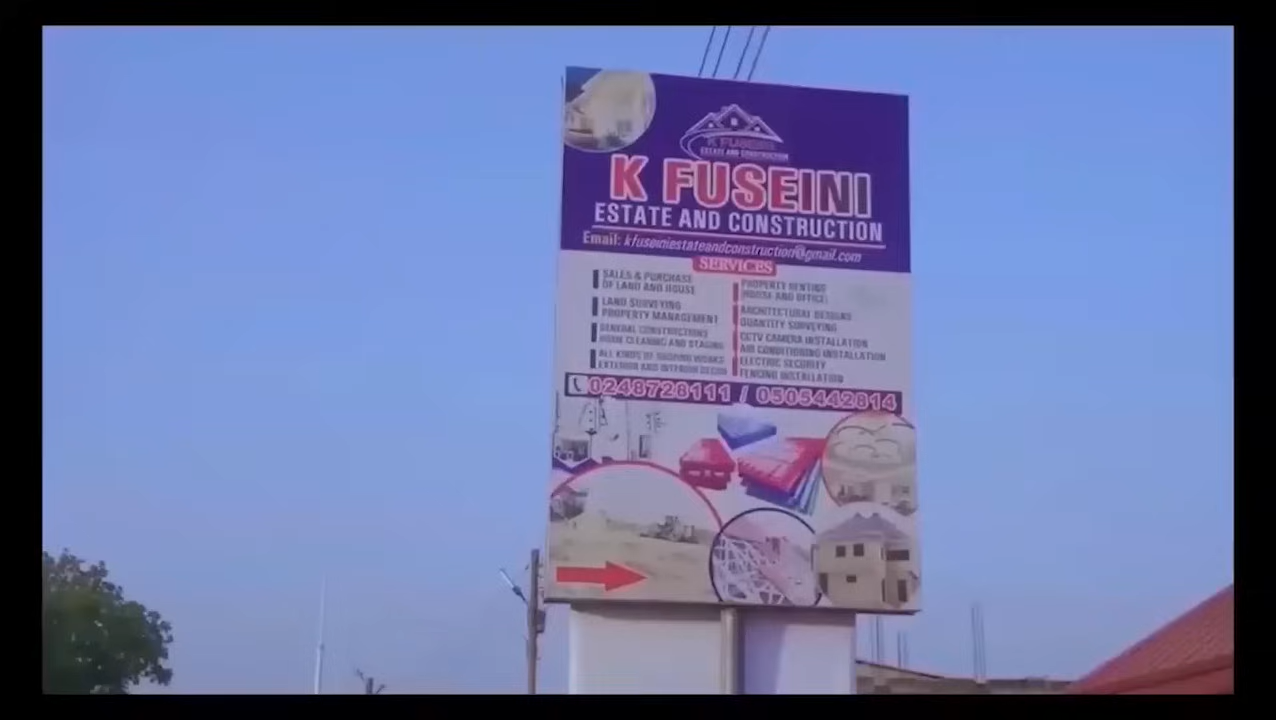 K FUSEINI
ESTATE AND CONSTRUCTION
K FUSEINI
ESTATE AND CONSTRUCTION
Email: kfuseiniestateandconstruction@gmail.com
SERVICES
SALES & PURCHASE
OF LAND AND HOUSE
LAND SURVEYING
PROPERTY MANAGEMENT
GENERAL CONSTRUCTIONS
HOME CLEANING AND STAGING
ALL KINDS OF ROOFING WORKS
EXTERIOR AND INTERIOR DECOR
PROPERTY RENTING
(HOUSE AND OFFICE)
ARCHITECTURAL DESIGNS
QUANTITY SURVEYING
CCTV CAMERA INSTALLATION
AIR CONDITIONING INSTALLATION
ELECTRIC SECURITY
FENCING INSTALLATION
0248728111 / 0505442814